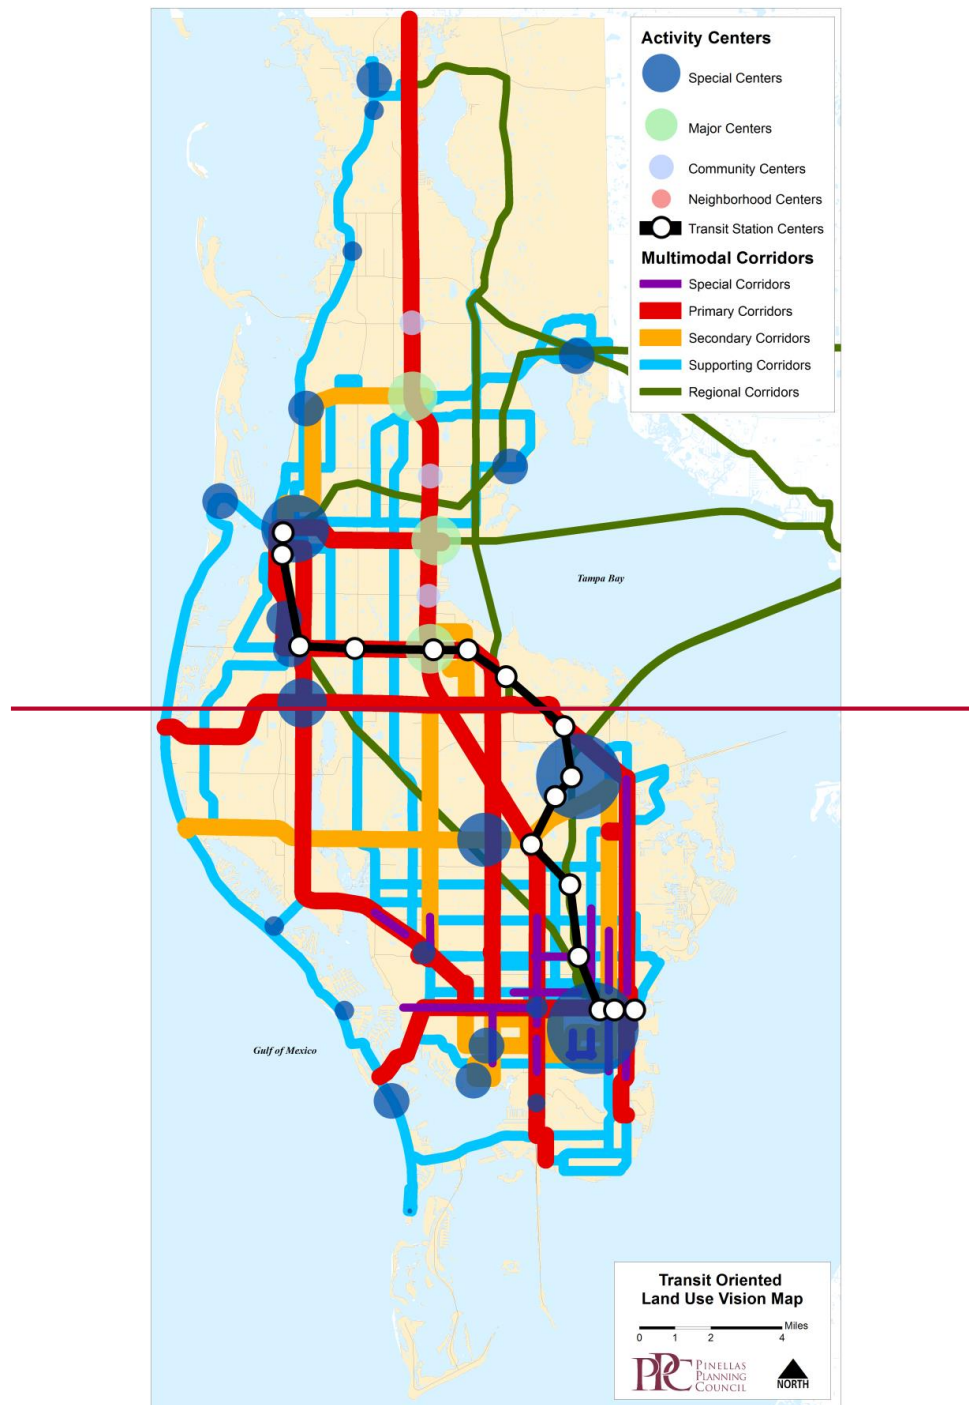 Activity Centers
Special Centers
Major Centers
Community Centers
Neighborhood Centers
Transit Station Centers
Multimodal Corridors
Special Corridors
Primary Corridors
Secondary Corridors
Supporting Corridors
Regional Corridors
Tampa Bay
Gulf of Mexico
Transit Oriented
Land Use Vision Map
Miles
0 1 2 4
PPC PINELLAS
PLANNING
COUNCIL
NORTH